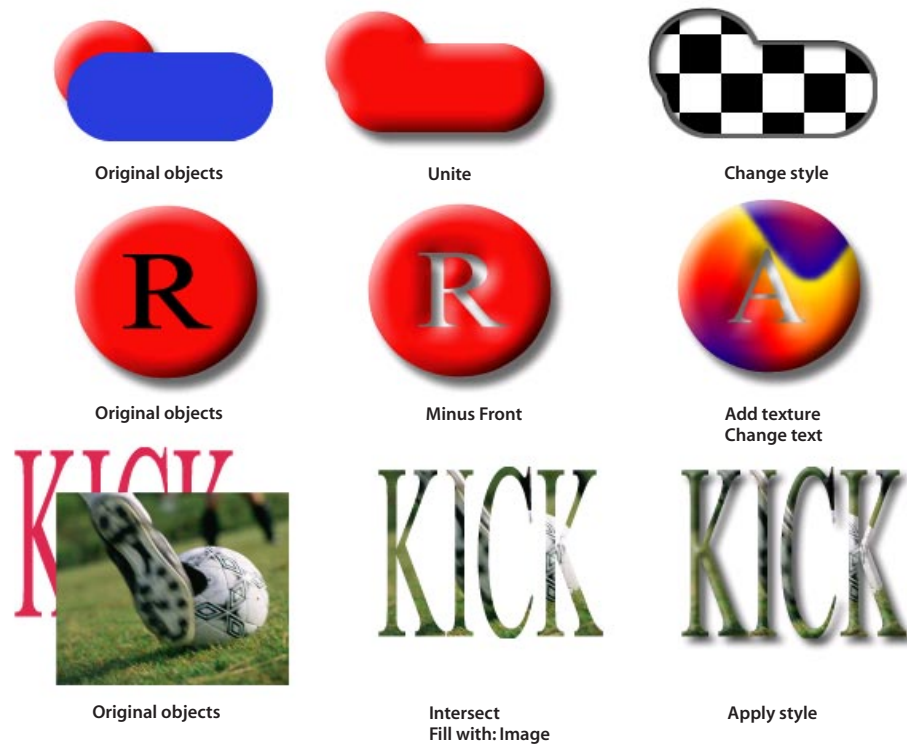 Original objects
Unite
Change style
R
R
A
Original objects
Minus Front
Add texture
Change text
KICK
KICK
KICK
Original objects
Intersect
Fill with: Image
Apply style